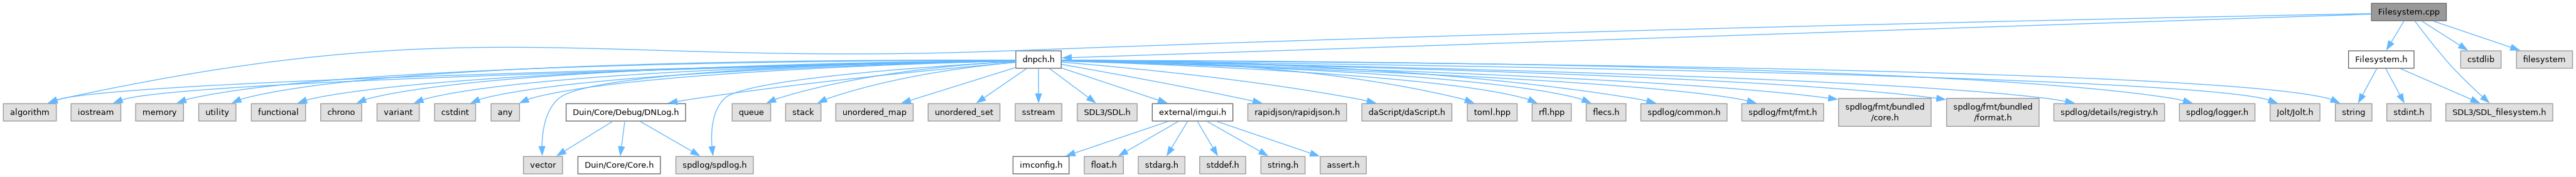 Filesystem.cpp
dnpch.h
Filesystem.h
cstdlib
filesystem
algorithm
iostream
memory
utility
functional
chrono
variant
cstdint
any
Duin/Core/Debug/DNLog.h
queue
stack
unordered_map
unordered_set
sstream
SDL3/SDL.h
external/imgui.h
rapidjson/rapidjson.h
daScript/daScript.h
toml.hpp
rfl.hpp
flecs.h
spdlog/common.h
spdlog/fmt/fmt.h
spdlog/fmt/bundled
/core.h
spdlog/fmt/bundled
/format.h
spdlog/details/registry.h
spdlog/logger.h
Jolt/Jolt.h
string
stdint.h
SDL3/SDL_filesystem.h
vector
Duin/Core/Core.h
spdlog/spdlog.h
imconfig.h
float.h
stdarg.h
stddef.h
string.h
assert.h